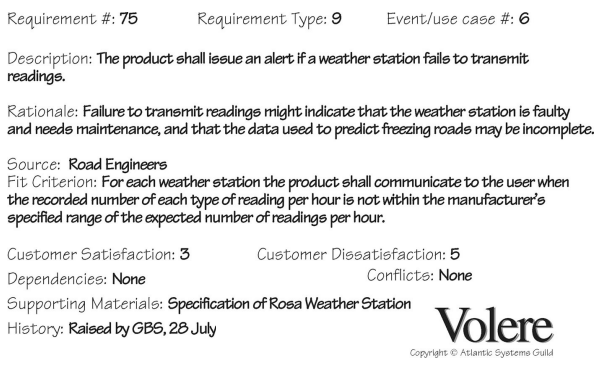 Requirement #: 75 Requirement Type: 9 Event/use case #: 6
Description: The product shall issue an alert if a weather station fails to transmit
readings.
Rationale: Failure to transmit readings might indicate that the weather station is faulty
and needs maintenance, and that the data used to predict freezing roads may be incomplete.
Source: Road Engineers
Fit Criterion: For each weather station the product shall communicate to the user when
the recorded number of each type of reading per hour is not within the manufacturer's
specified range of the expected number of readings per hour.
Customer Satisfaction: 3 Customer Dissatisfaction: 5
Dependencies: None Conflicts: None
Supporting Materials: Specification of Rosa Weather Station
History: Raised by GBS, 28 July
Volere
Copyright © Atlantic Systems Guild